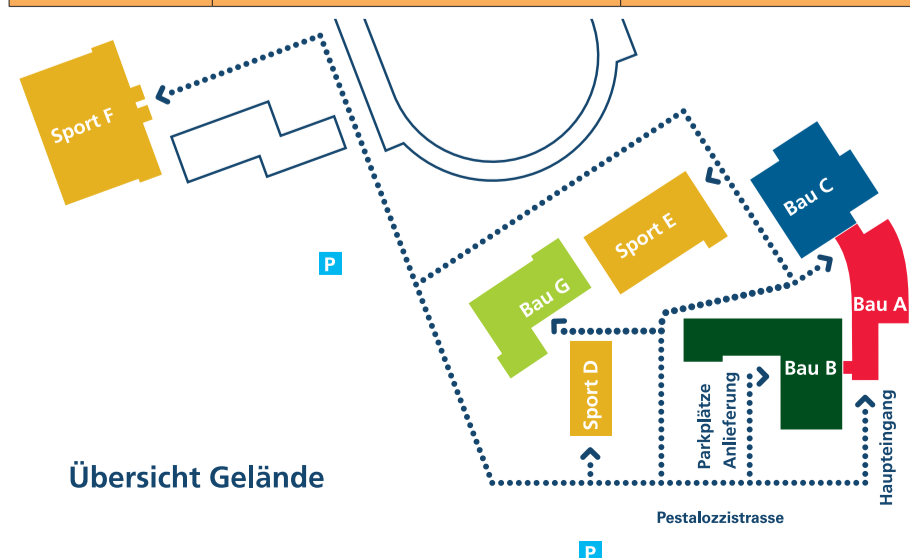 Sport F
Bau C
Sport E
P
Bau G
Bau A
Bau B
Sport D
Parkplätze
Anlieferung
Haupteingang
Übersicht Gelände
Pestalozzistrasse
P